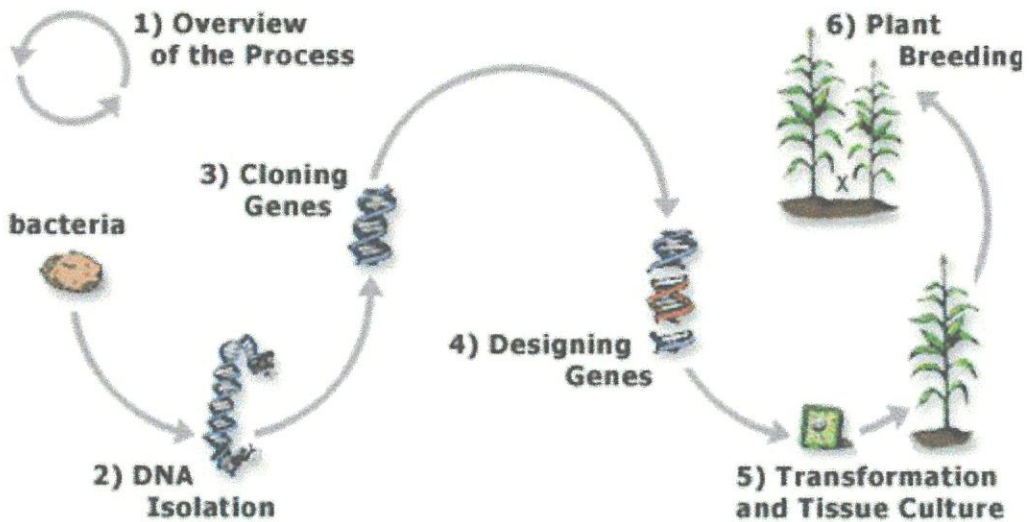 1) Overview
of the Process
6) Plant
Breeding
3) Cloning
Genes
bacteria
4) Designing
Genes
2) DNA
Isolation
5) Transformation
and Tissue Culture
X